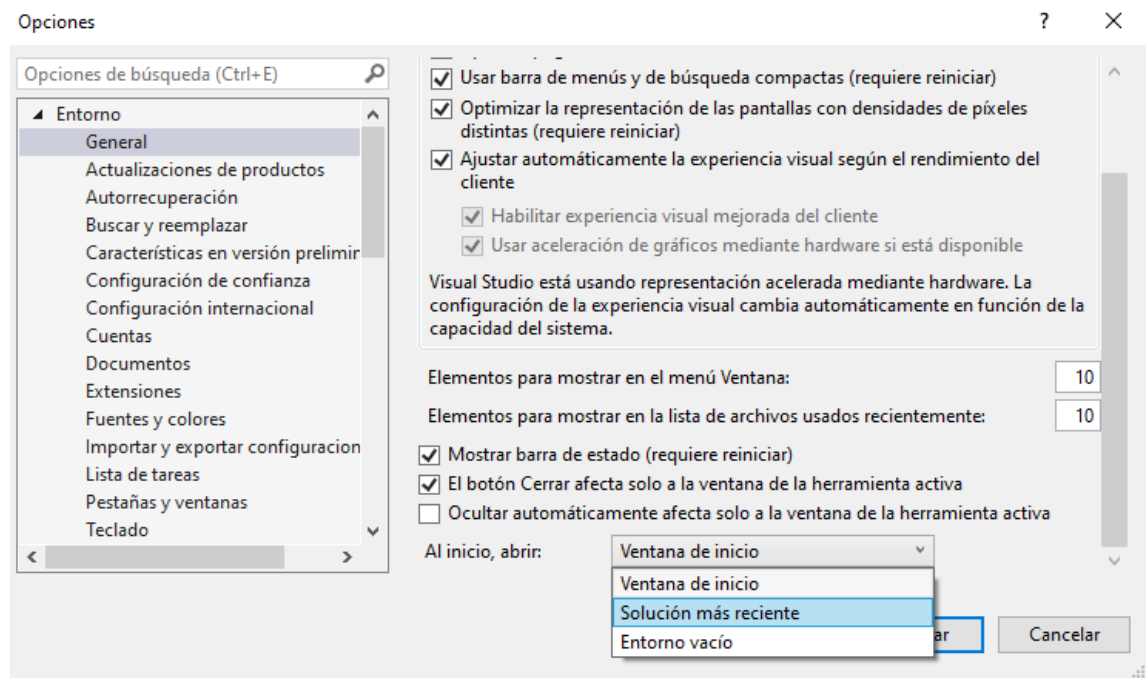 Opciones
Opciones de búsqueda (Ctrl+E)
Entorno
General
Actualizaciones de productos
Autorrecuperación
Buscar y reemplazar
Características en versión prelimir
Configuración de confianza
Configuración internacional
Cuentas
Documentos
Extensiones
Fuentes y colores
Importar y exportar configuracion
Lista de tareas
Pestañas y ventanas
Teclado
Usar barra de menús y de búsqueda compactas (requiere reiniciar)
Optimizar la representación de las pantallas con densidades de píxeles
distintas (requiere reiniciar)
Ajustar automáticamente la experiencia visual según el rendimiento del
cliente
Habilitar experiencia visual mejorada del cliente
Usar aceleración de gráficos mediante hardware si está disponible
Visual Studio está usando representación acelerada mediante hardware. La
configuración de la experiencia visual cambia automáticamente en función de la
capacidad del sistema.
Elementos para mostrar en el menú Ventana: 10
Elementos para mostrar en la lista de archivos usados recientemente: 10
Mostrar barra de estado (requiere reiniciar)
El botón Cerrar afecta solo a la ventana de la herramienta activa
Ocultar automáticamente afecta solo a la ventana de la herramienta activa
Al inicio, abrir: Ventana de inicio
Ventana de inicio
Solución más reciente
Entorno vacío
ar Cancelar